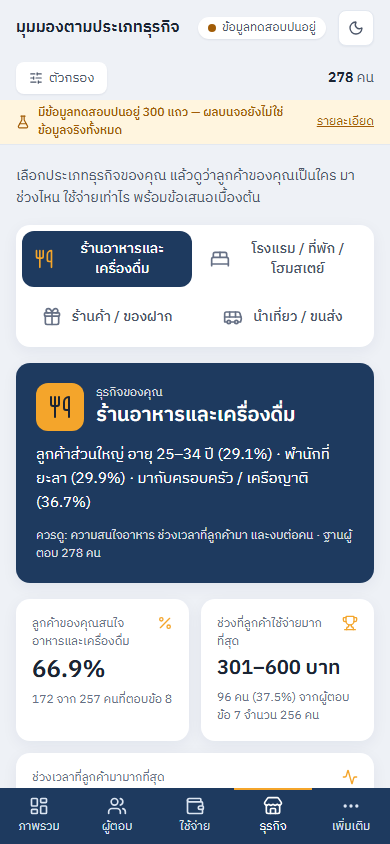 มุมมองตามประเภทธุรกิจ
ข้อมูลทดสอบปนอยู่
ตัวกรอง
278 คน
มีข้อมูลทดสอบปนอยู่ 300 แถว — ผลบนจอยังไม่ใช่
ข้อมูลจริงทั้งหมด
รายละเอียด
เลือกประเภทธุรกิจของคุณ แล้วดูว่าลูกค้าของคุณเป็นใคร มา
ช่วงไหน ใช้จ่ายเท่าไร พร้อมข้อเสนอเบื้องต้น
ร้านอาหารและ
เครื่องดื่ม
โรงแรม / ที่พัก /
โฮมสเตย์
ร้านค้า / ของฝาก
นำเที่ยว / ขนส่ง
ธุรกิจของคุณ
ร้านอาหารและเครื่องดื่ม
ลูกค้าส่วนใหญ่ อายุ 25–34 ปี (29.1%) · พำนักที่
ยะลา (29.9%) · มากับครอบครัว / เครือญาติ
(36.7%)
ควรดู: ความสนใจอาหาร ช่วงเวลาที่ลูกค้ามา และงบต่อคน · ฐานผู้
ตอบ 278 คน
ลูกค้าของคุณสนใจ
อาหารและเครื่องดื่ม
66.9%
172 จาก 257 คนที่ตอบข้อ 8
ช่วงที่ลูกค้าใช้จ่ายมาก
ที่สุด
301–600 บาท
96 คน (37.5%) จากผู้ตอบ
ข้อ 7 จำนวน 256 คน
ช่วงเวลาที่ลูกค้ามามากที่สุด
ภาพรวม
ผู้ตอบ
ใช้จ่าย
ธุรกิจ
เพิ่มเติม